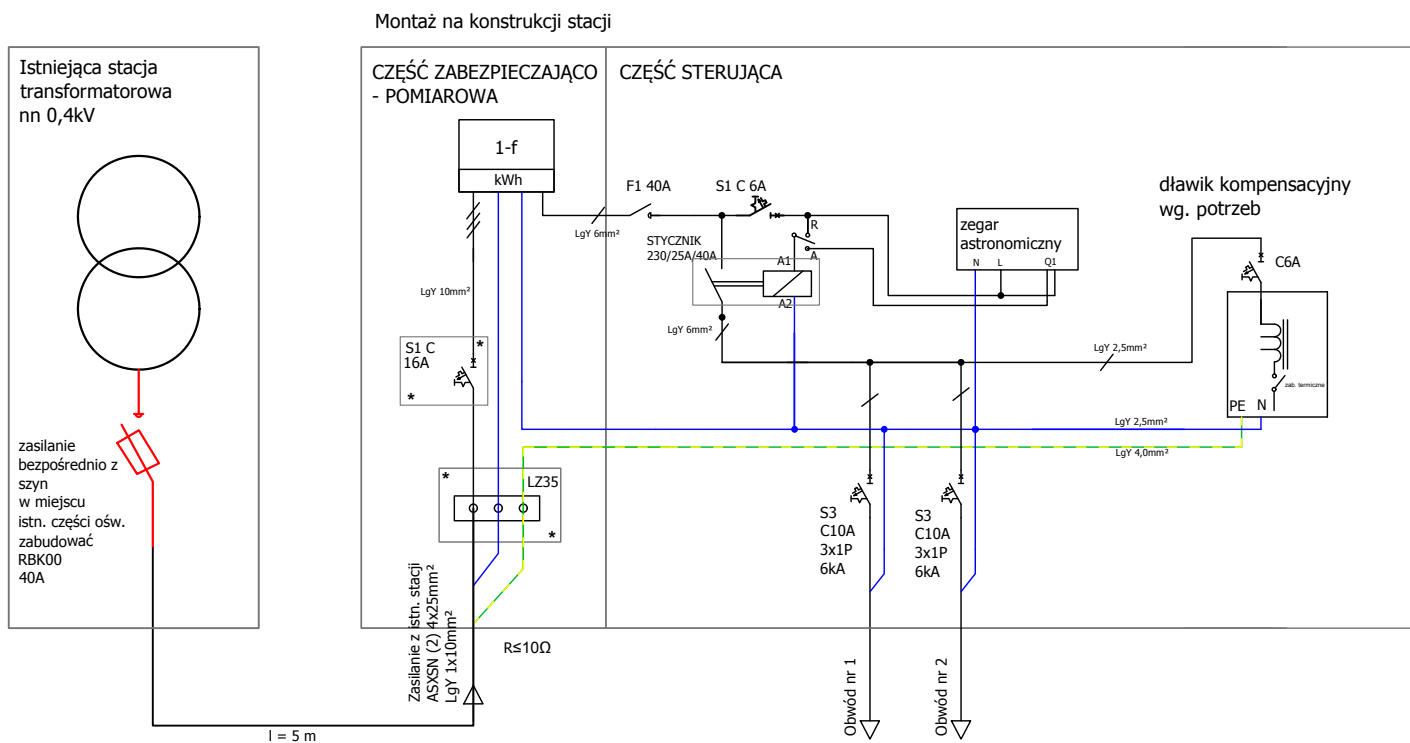 Montaż na konstrukcji stacji
Istniejąca stacja
transformatorowa
nn 0,4kV
zasilanie
bezpośrednio z
szyn
w miejscu
istn. części ośw.
zabudować
RBK00
40A
l = 5 m
CZĘŚĆ ZABEZPIECZAJĄCO
- POMIAROWA
1-f
kWh
LgY 10mm²
S1 C
16A
*
*
*
LZ35
*
Zasilanie z istn. stacji
ASXSN (2) 4x25mm²
LgY 1x10mm²
R≤10Ω
CZĘŚĆ STERUJĄCA
F1 40A
S1 C 6A
LgY 6mm²
STYCZNIK
230/25A/40A
R
A
A1
A2
LgY 6mm²
zegar
astronomiczny
N L Q1
dławik kompensacyjny
wg. potrzeb
C6A
LgY 2,5mm²
zab. termiczne
PE N
LgY 2,5mm²
LgY 4,0mm²
S3
C10A
3x1P
6kA
S3
C10A
3x1P
6kA
Obwód nr 1
Obwód nr 2